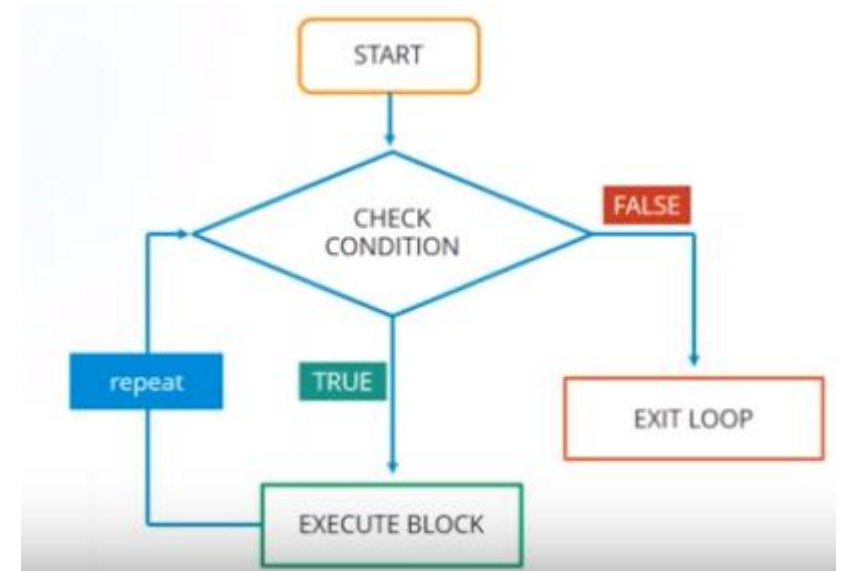 START
CHECK
CONDITION
FALSE
repeat
TRUE
EXIT LOOP
EXECUTE BLOCK